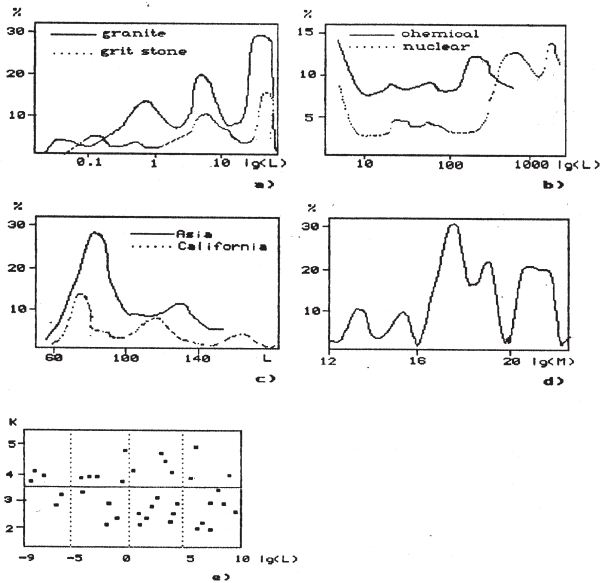 %
30
20
10
granite
grit stone
0.1 1 10 lg(L)
a)
%
15
10
5
chemical
nuclear
10 100 1000 lg(L)
b)
%
30
20
10
Asia
California
60 100 140 L
c)
%
30
20
10
12 16 20 lg(M)
d)
K
5
4
3
2
-9 -5 0 5 10 lg(L)
e)